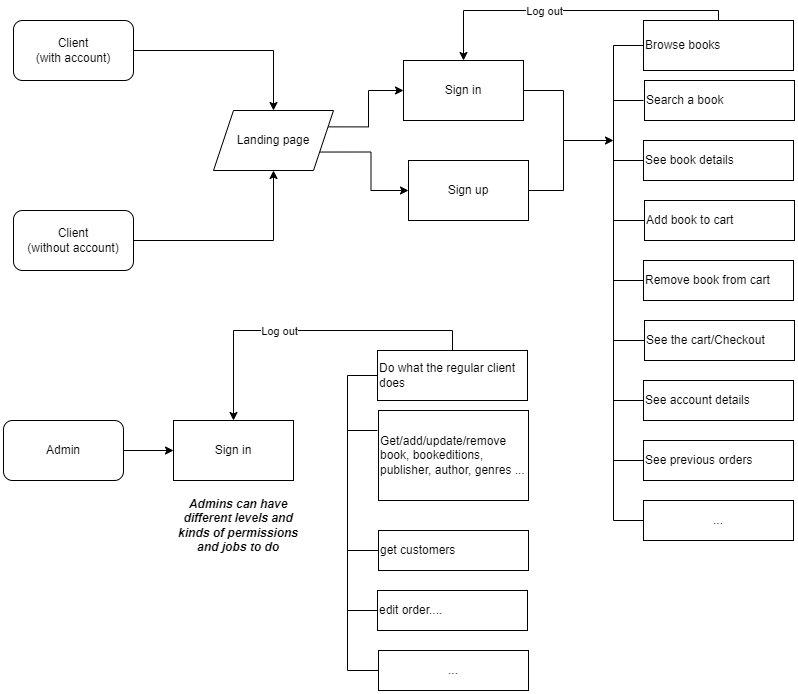 Log out
Client
(with account)
Browse books
Sign in
Search a book
Landing page
See book details
Sign up
Add book to cart
Client
(without account)
Remove book from cart
Log out
See the cart/Checkout
Do what the regular client
does
See account details
Admin
Sign in
Get/add/update/remove
book, bookeditions,
publisher, author, genres ...
See previous orders
Admins can have
different levels and
kinds of permissions
and jobs to do
...
get customers
edit order....
...